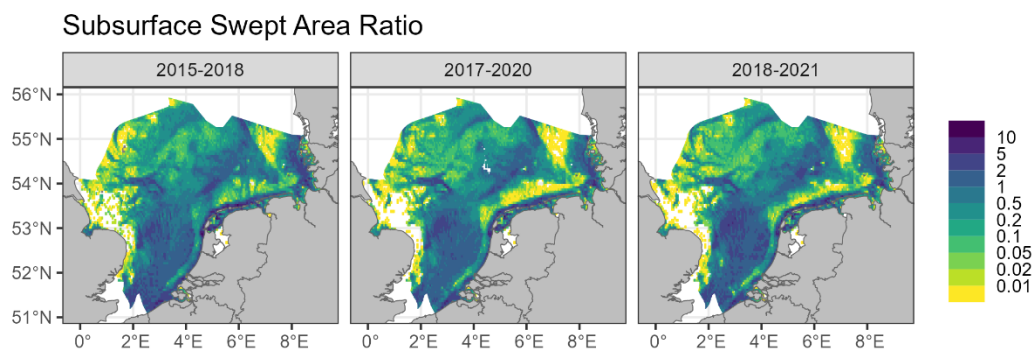 Subsurface Swept Area Ratio
2015-2018 2017-2020 2018-2021
56°N
55°N
54°N
53°N
52°N
51°N
10
5
2
1
0.5
0.2
0.1
0.05
0.02
0.01
0° 2°E 4°E 6°E 8°E 0° 2°E 4°E 6°E 8°E 0° 2°E 4°E 6°E 8°E